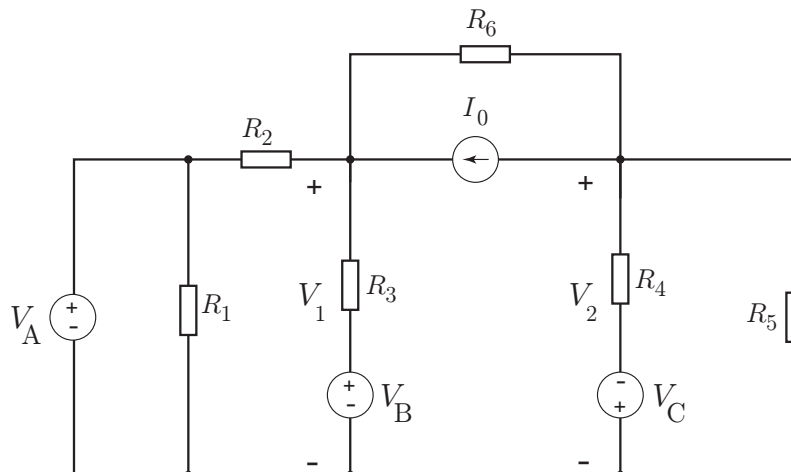 R6
I0
R2
+
+
VA
+
-
R1
V1
R3
V2
R4
R5
+
-
VB
-
+
VC
-
-